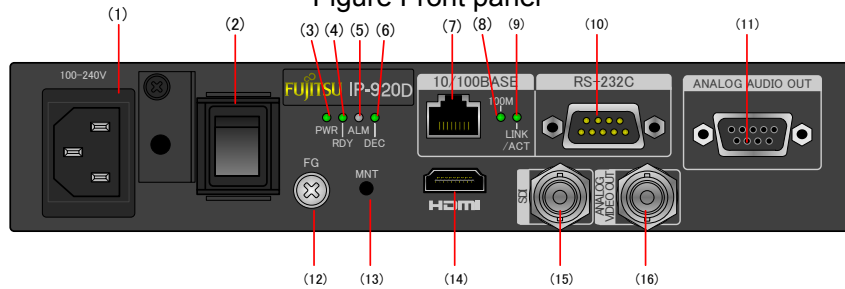 Figure Front panel
(1)
(2)
(3) (4) (5) (6)
(7)
(8) (9)
(10)
(11)
100-240V
FUJITSU IP-920D
PWR ALM
RDY DEC
10/100BASE
100M
LINK
/ACT
RS-232C
ANALOG AUDIO OUT
FG
MNT
HDMI
SDI
ANALOG
VIDEO OUT
(12)
(13)
(14)
(15)
(16)